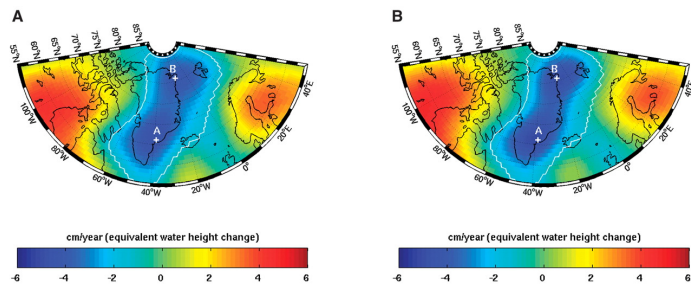 A
55°N
60°N
65°N
70°N
75°N
80°N
85°N
B
A
100°W
80°W
60°W
40°W
20°W
0°
20°E
40°E
cm/year (equivalent water height change)
-6 -4 -2 0 2 4 6
B
55°N
60°N
65°N
70°N
75°N
80°N
85°N
B
A
100°W
80°W
60°W
40°W
20°W
0°
20°E
40°E
cm/year (equivalent water height change)
-6 -4 -2 0 2 4 6